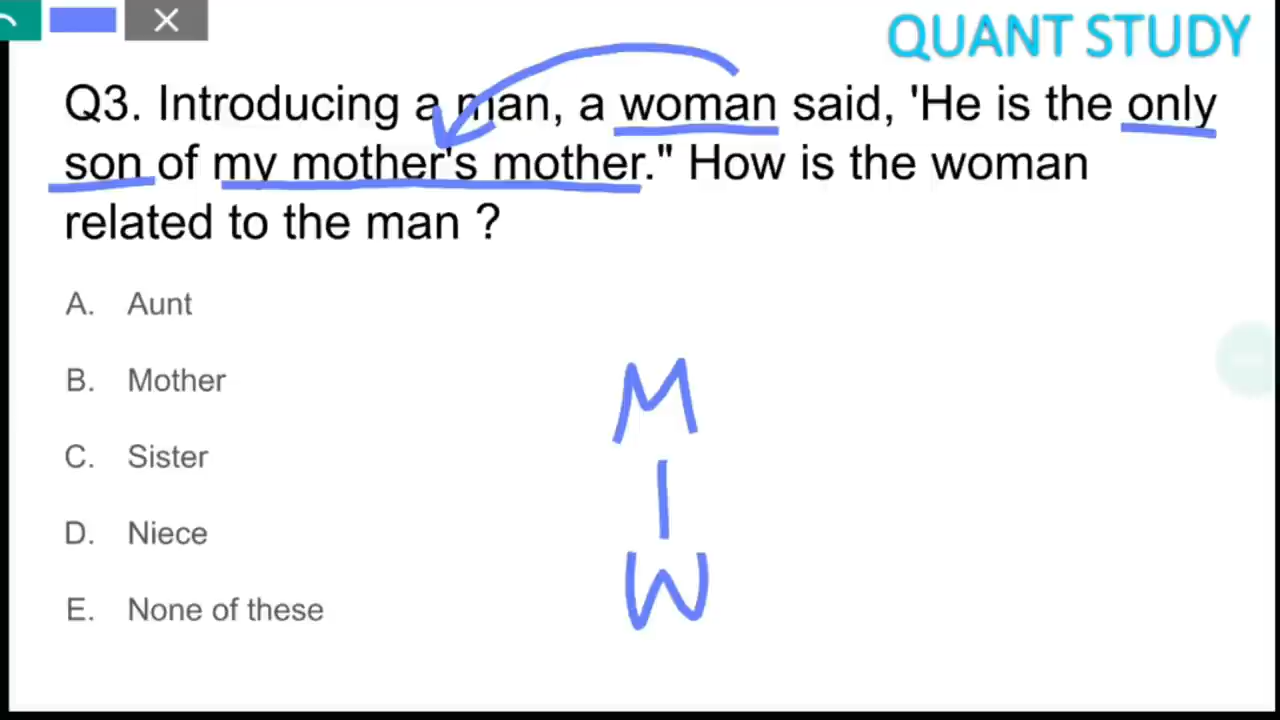 QUANT STUDY
Q3. Introducing a man, a woman said, 'He is the only
son of my mother's mother." How is the woman
related to the man ?
A. Aunt
B. Mother
C. Sister
D. Niece
E. None of these
M
W